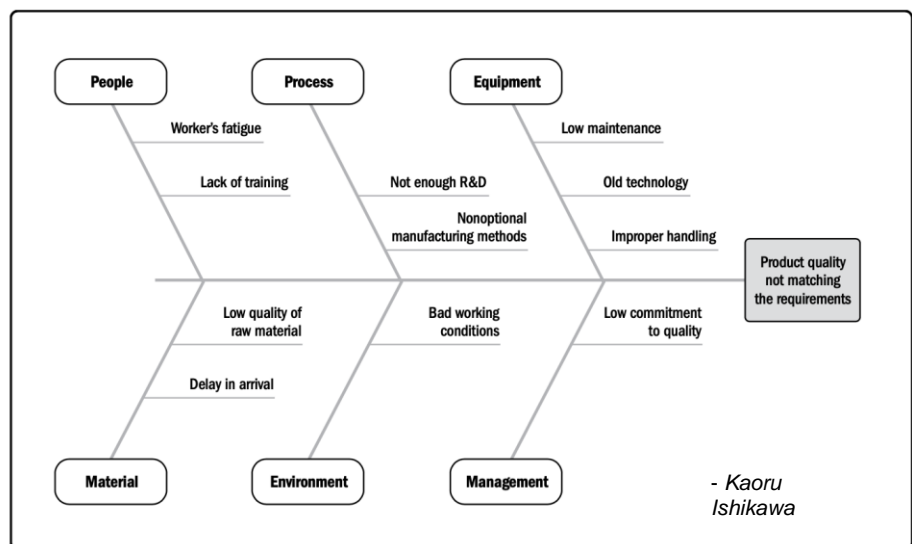 People
Process
Equipment
Worker's fatigue
Low maintenance
Lack of training
Not enough R&D
Old technology
Nonoptional
manufacturing methods
Improper handling
Product quality
not matching
the requirements
Low quality of
raw material
Bad working
conditions
Low commitment
to quality
Delay in arrival
Material
Environment
Management
- Kaoru
Ishikawa